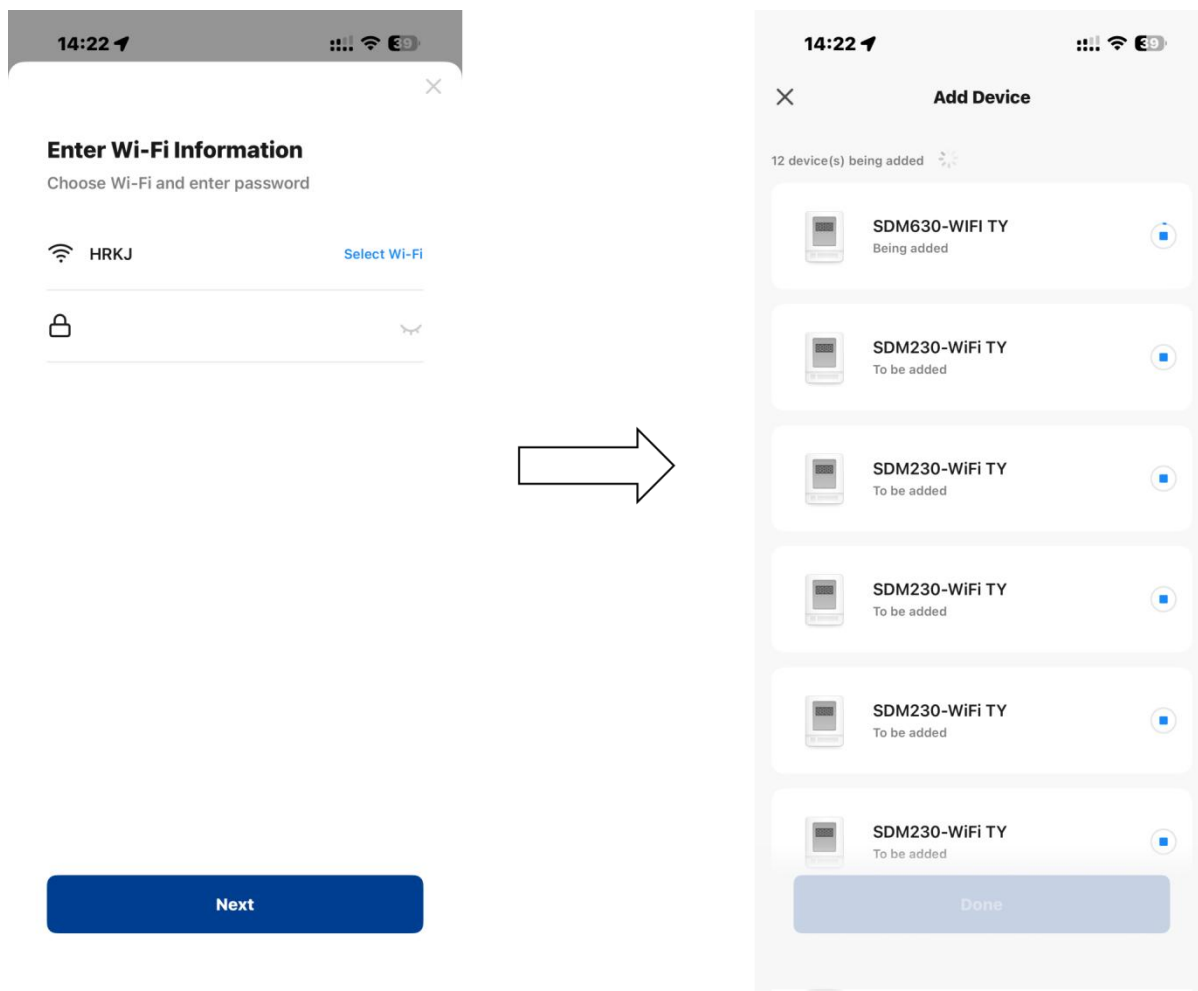 14:22
39
Enter Wi-Fi Information
Choose Wi-Fi and enter password
HRKJ
Select Wi-Fi
Next
14:22
39
Add Device
12 device(s) being added
SDM630-WIFI TY
Being added
SDM230-WiFi TY
To be added
SDM230-WiFi TY
To be added
SDM230-WiFi TY
To be added
SDM230-WiFi TY
To be added
SDM230-WiFi TY
To be added
Done